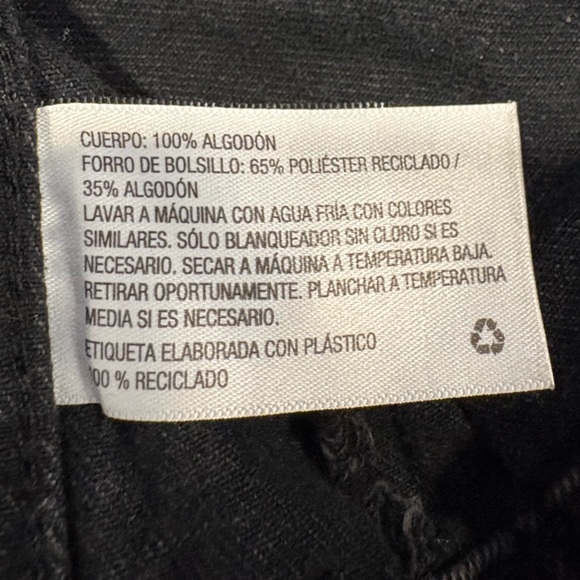 CUERPO: 100% ALGODÓN
FORRO DE BOLSILLO: 65% POLIÉSTER RECICLADO /
35% ALGODÓN
LAVAR A MÁQUINA CON AGUA FRÍA CON COLORES
SIMILARES. SÓLO BLANQUEADOR SIN CLORO SI ES
NECESARIO. SECAR A MÁQUINA A TEMPERATURA BAJA.
RETIRAR OPORTUNAMENTE. PLANCHAR A TEMPERATURA
MEDIA SI ES NECESARIO.
ETIQUETA ELABORADA CON PLÁSTICO
100 % RECICLADO